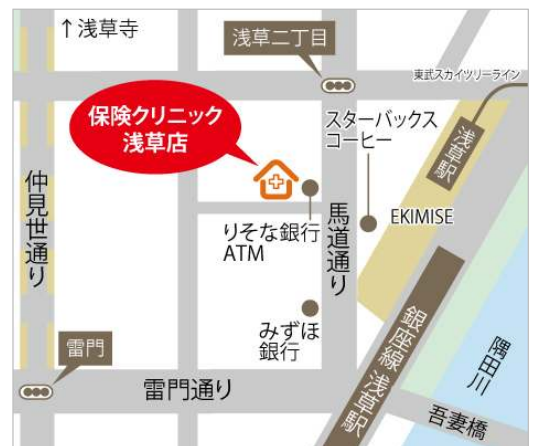 ↑浅草寺
浅草二丁目
東武スカイツリーライン
保険クリニック
浅草店
スターバックス
コーヒー
浅草駅
仲見世通り
りそな銀行
ATM
馬道通り
EKIMISE
みずほ
銀行
銀座線 浅草駅
隅田川
雷門
雷門通り
吾妻橋